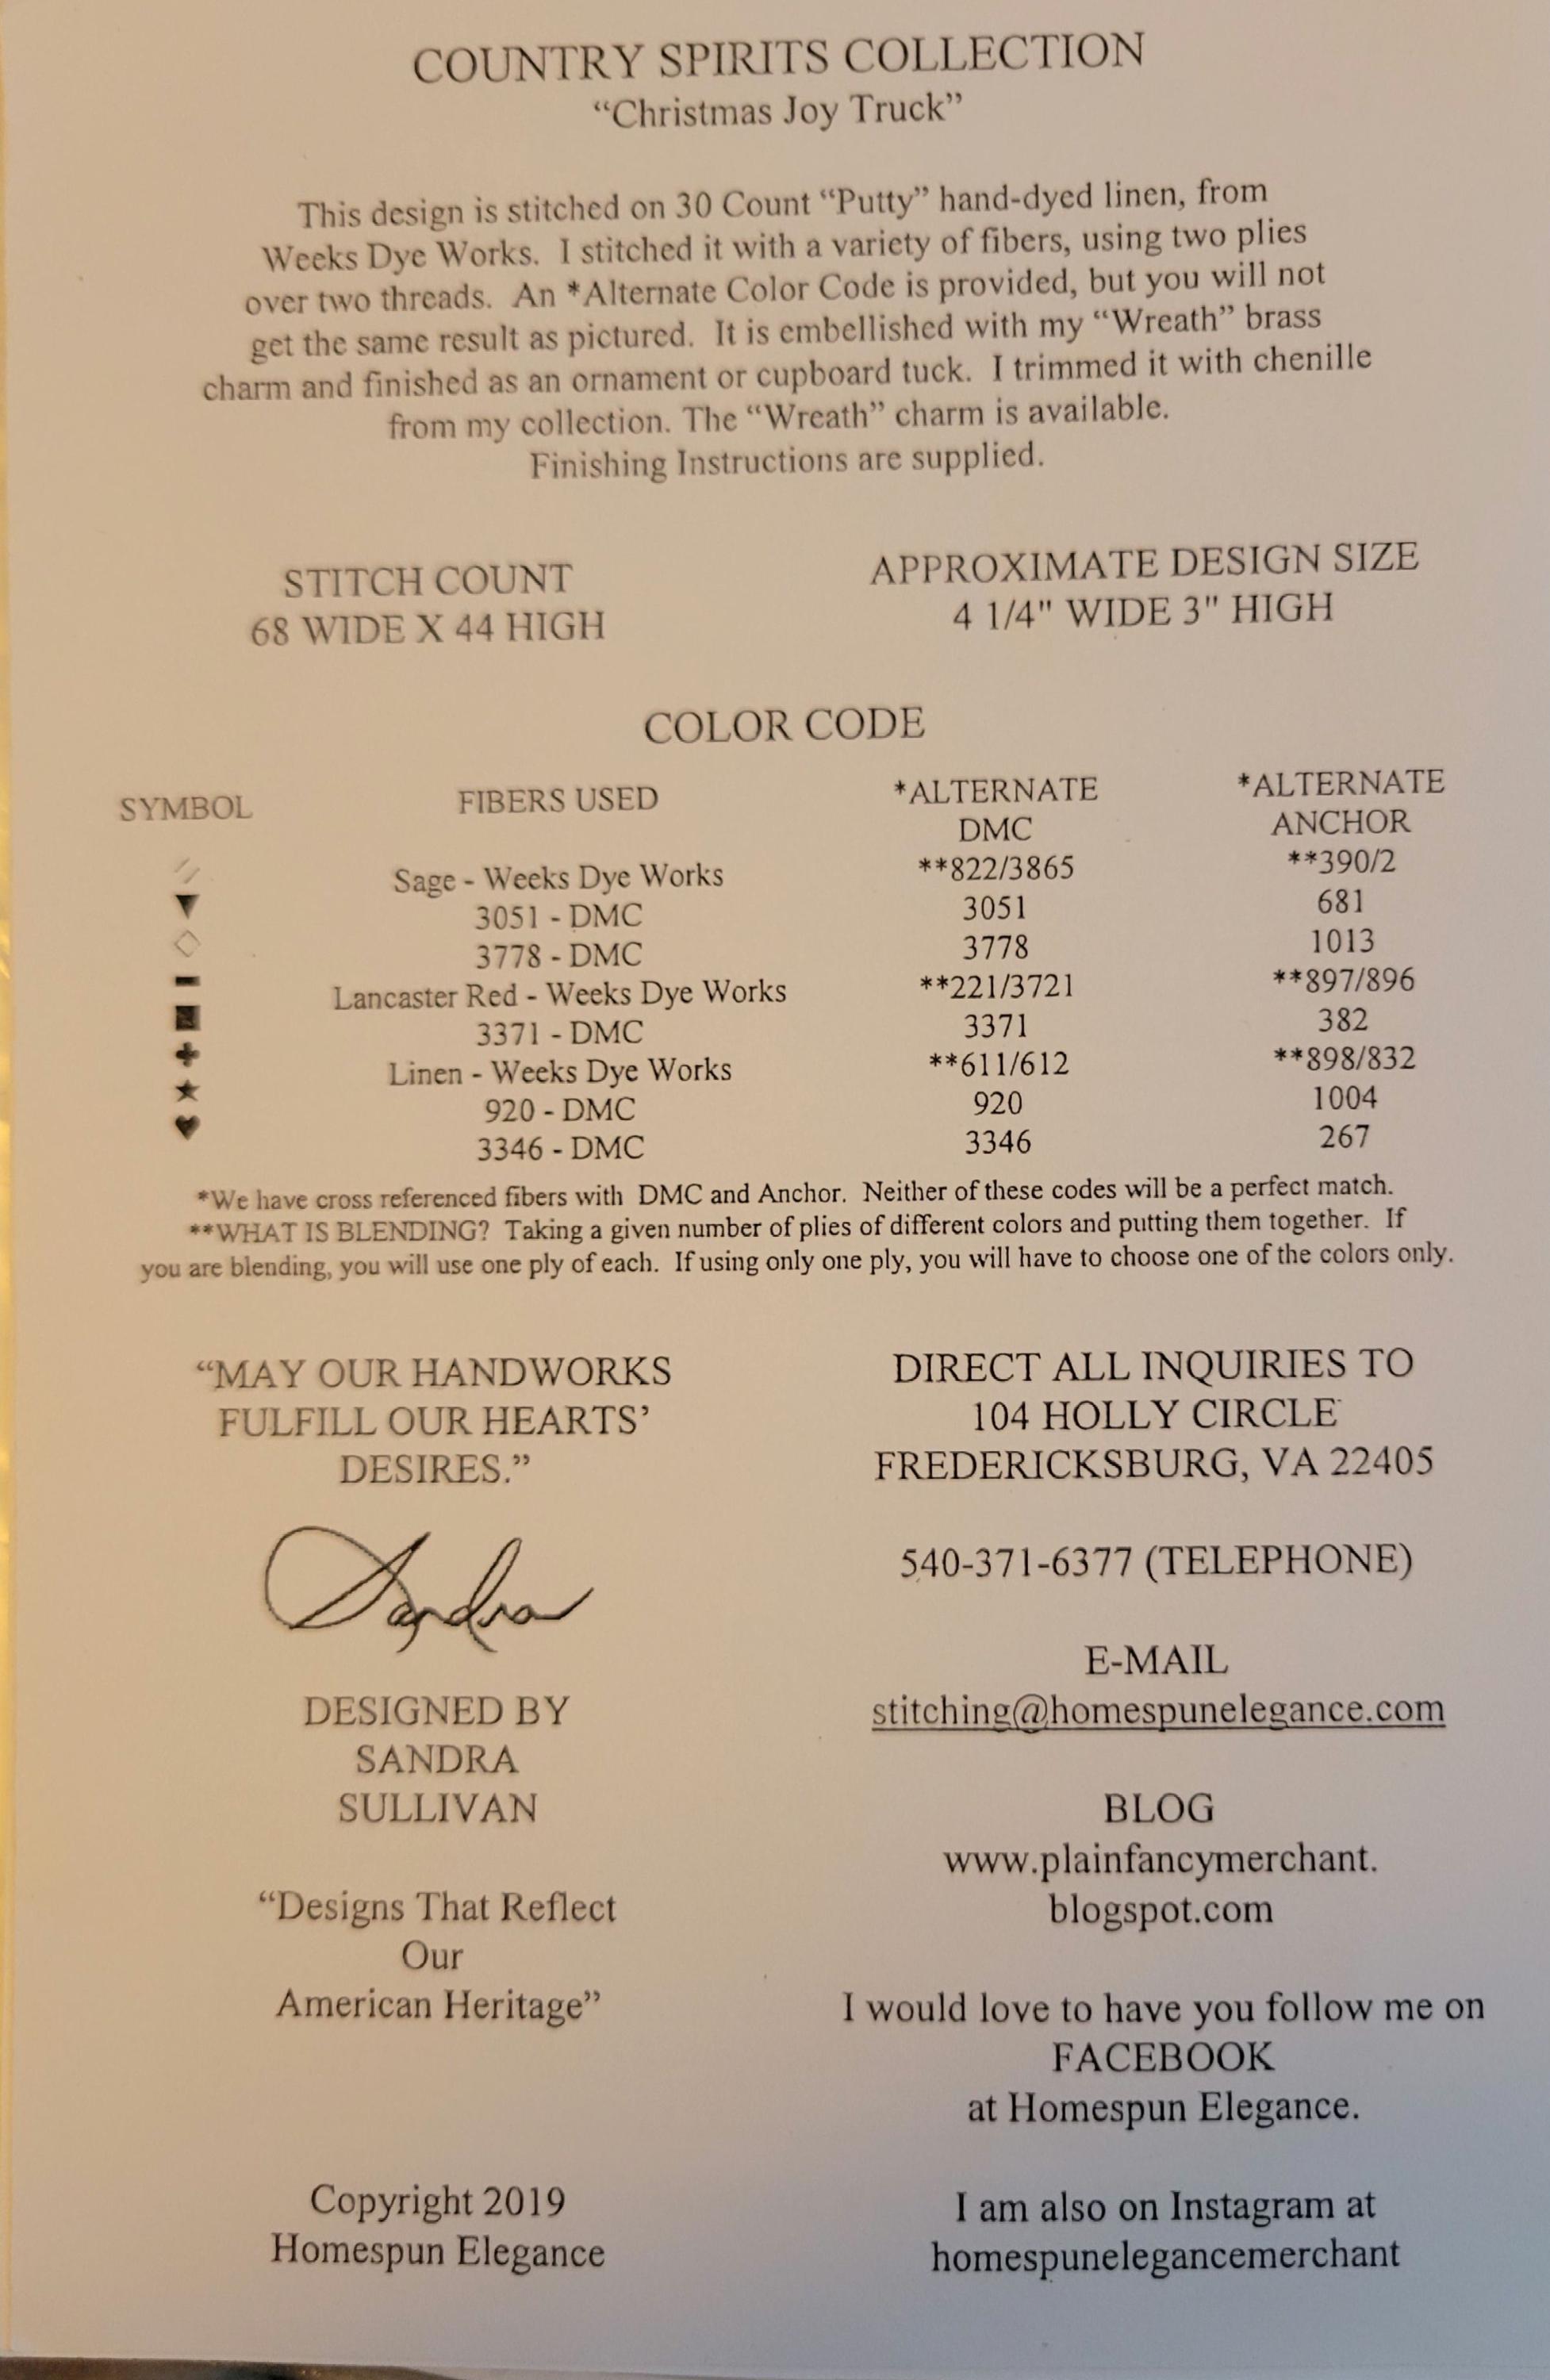 COUNTRY SPIRITS COLLECTION
“Christmas Joy Truck”
This design is stitched on 30 Count “Putty” hand-dyed linen, from
Weeks Dye Works. I stitched it with a variety of fibers, using two plies
over two threads. An *Alternate Color Code is provided, but you will not
get the same result as pictured. It is embellished with my “Wreath” brass
charm and finished as an ornament or cupboard tuck. I trimmed it with chenille
from my collection. The “Wreath” charm is available.
Finishing Instructions are supplied.
STITCH COUNT
68 WIDE X 44 HIGH
APPROXIMATE DESIGN SIZE
4 1/4" WIDE 3" HIGH
COLOR CODE
SYMBOL FIBERS USED *ALTERNATE DMC *ALTERNATE ANCHOR
Sage - Weeks Dye Works **822/3865 **390/2
▼ 3051 - DMC 3051 681
◇ 3778 - DMC 3778 1013
▬ Lancaster Red - Weeks Dye Works **221/3721 **897/896
■ 3371 - DMC 3371 382
✚ Linen - Weeks Dye Works **611/612 **898/832
★ 920 - DMC 920 1004
♥ 3346 - DMC 3346 267
*We have cross referenced fibers with DMC and Anchor. Neither of these codes will be a perfect match.
**WHAT IS BLENDING? Taking a given number of plies of different colors and putting them together. If
you are blending, you will use one ply of each. If using only one ply, you will have to choose one of the colors only.
“MAY OUR HANDWORKS
FULFILL OUR HEARTS’
DESIRES.”
Sandra
DESIGNED BY
SANDRA
SULLIVAN
“Designs That Reflect
Our
American Heritage”
Copyright 2019
Homespun Elegance
DIRECT ALL INQUIRIES TO
104 HOLLY CIRCLE
FREDERICKSBURG, VA 22405
540-371-6377 (TELEPHONE)
E-MAIL
stitching@homespunelegance.com
BLOG
www.plainfancymerchant.
blogspot.com
I would love to have you follow me on
FACEBOOK
at Homespun Elegance.
I am also on Instagram at
homespunelegancemerchant